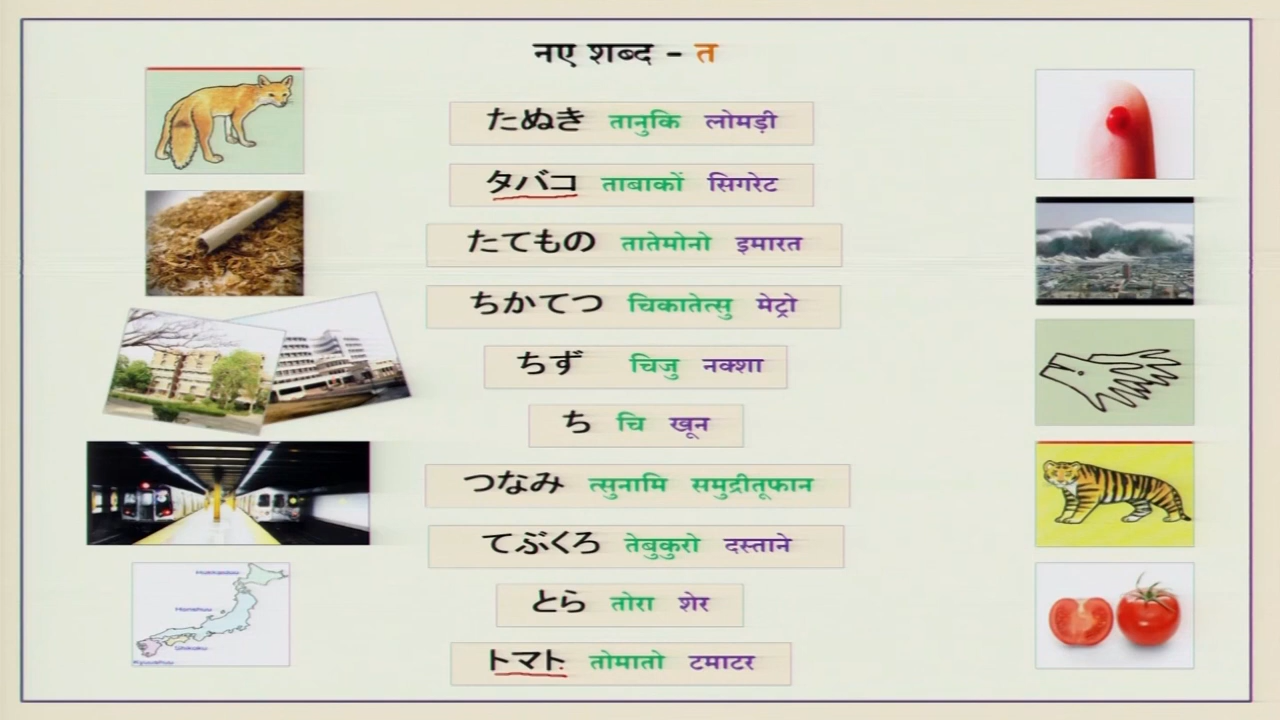 नए शब्द - त
たぬき तानुकि लोमड़ी
タバコ ताबाकों सिगरेट
たてもの तातेमोनो इमारत
ちかてつ चिकातेत्सु मेट्रो
ちず चिजु नक्शा
ち चि खून
つなみ त्सुनामि समुद्रीतूफान
てぶくろ तेबुकुरो दस्ताने
とら तोरा शेर
トマト तोमातो टमाटर
Honshuu
Shikoku